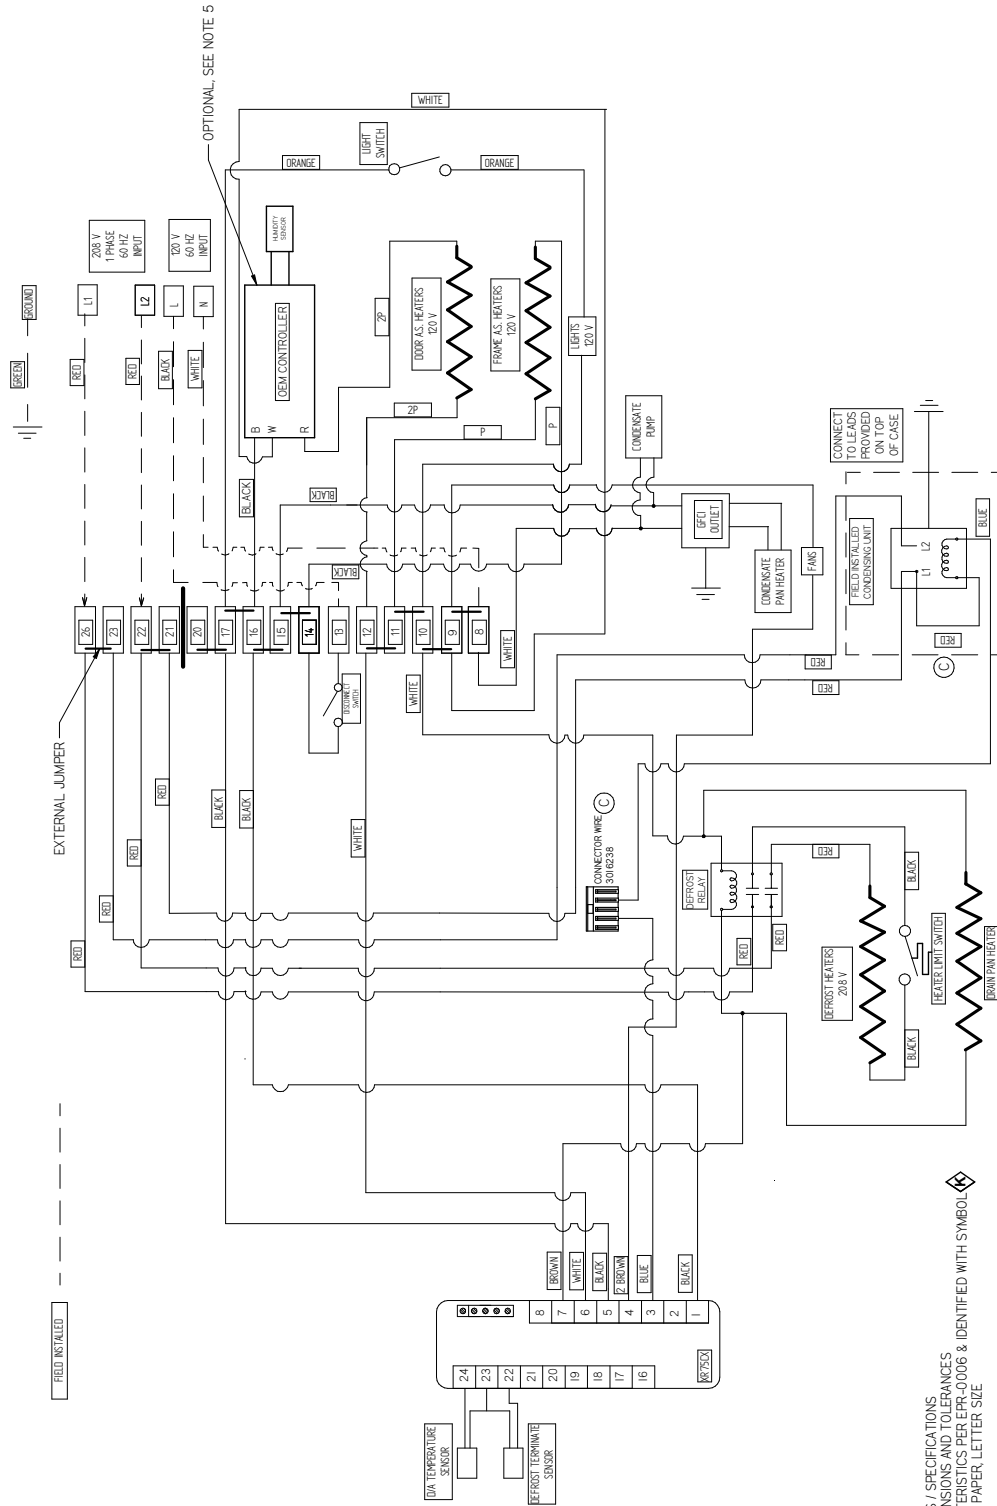 OPTIONAL, SEE NOTE 5
GROUND
GREEN
L1
L2
L
N
208 V
1 PHASE
60 HZ
INPUT
120 V
60 HZ
INPUT
RED
RED
BLACK
WHITE
WHITE
ORANGE
LIGHT
SWITCH
ORANGE
HUMIDITY
SENSOR
OEM CONTROLLER
B
W
R
BLACK
2P
DOOR A.S. HEATERS
120 V
FRAME A.S. HEATERS
120 V
LIGHTS
120 V
2P
P
P
BLACK
BLACK
CONDENSATE
PUMP
GFCI
OUTLET
CONDENSATE
PAN HEATER
FANS
CONNECT
TO LEADS
PROVIDED
ON TOP
OF CASE
FIELD INSTALLED
CONDENSING UNIT
L1
L2
BLUE
RED
C
EXTERNAL JUMPER
26
23
22
21
20
17
16
15
14
13
12
11
10
9
8
DISCONNECT
SWITCH
WHITE
WHITE
RED
RED
RED
RED
RED
RED
BLACK
BLACK
WHITE
CONNECTOR WIRE
3016238
C
DEFROST
RELAY
RED
RED
RED
BLACK
DEFROST HEATERS
208 V
BLACK
HEATER LIMIT SWITCH
DRAIN PAN HEATER
FIELD INSTALLED
BROWN
WHITE
BLACK
2 BROWN
BLUE
BLACK
8
7
6
5
4
3
2
1
XR75CX
24
23
22
21
20
19
18
17
16
D/A TEMPERATURE
SENSOR
DEFROST TERMINATE
SENSOR
/ SPECIFICATIONS
AND TOLERANCES
PER EPR-0006 & IDENTIFIED WITH SYMBOL K
PAPER, LETTER SIZE